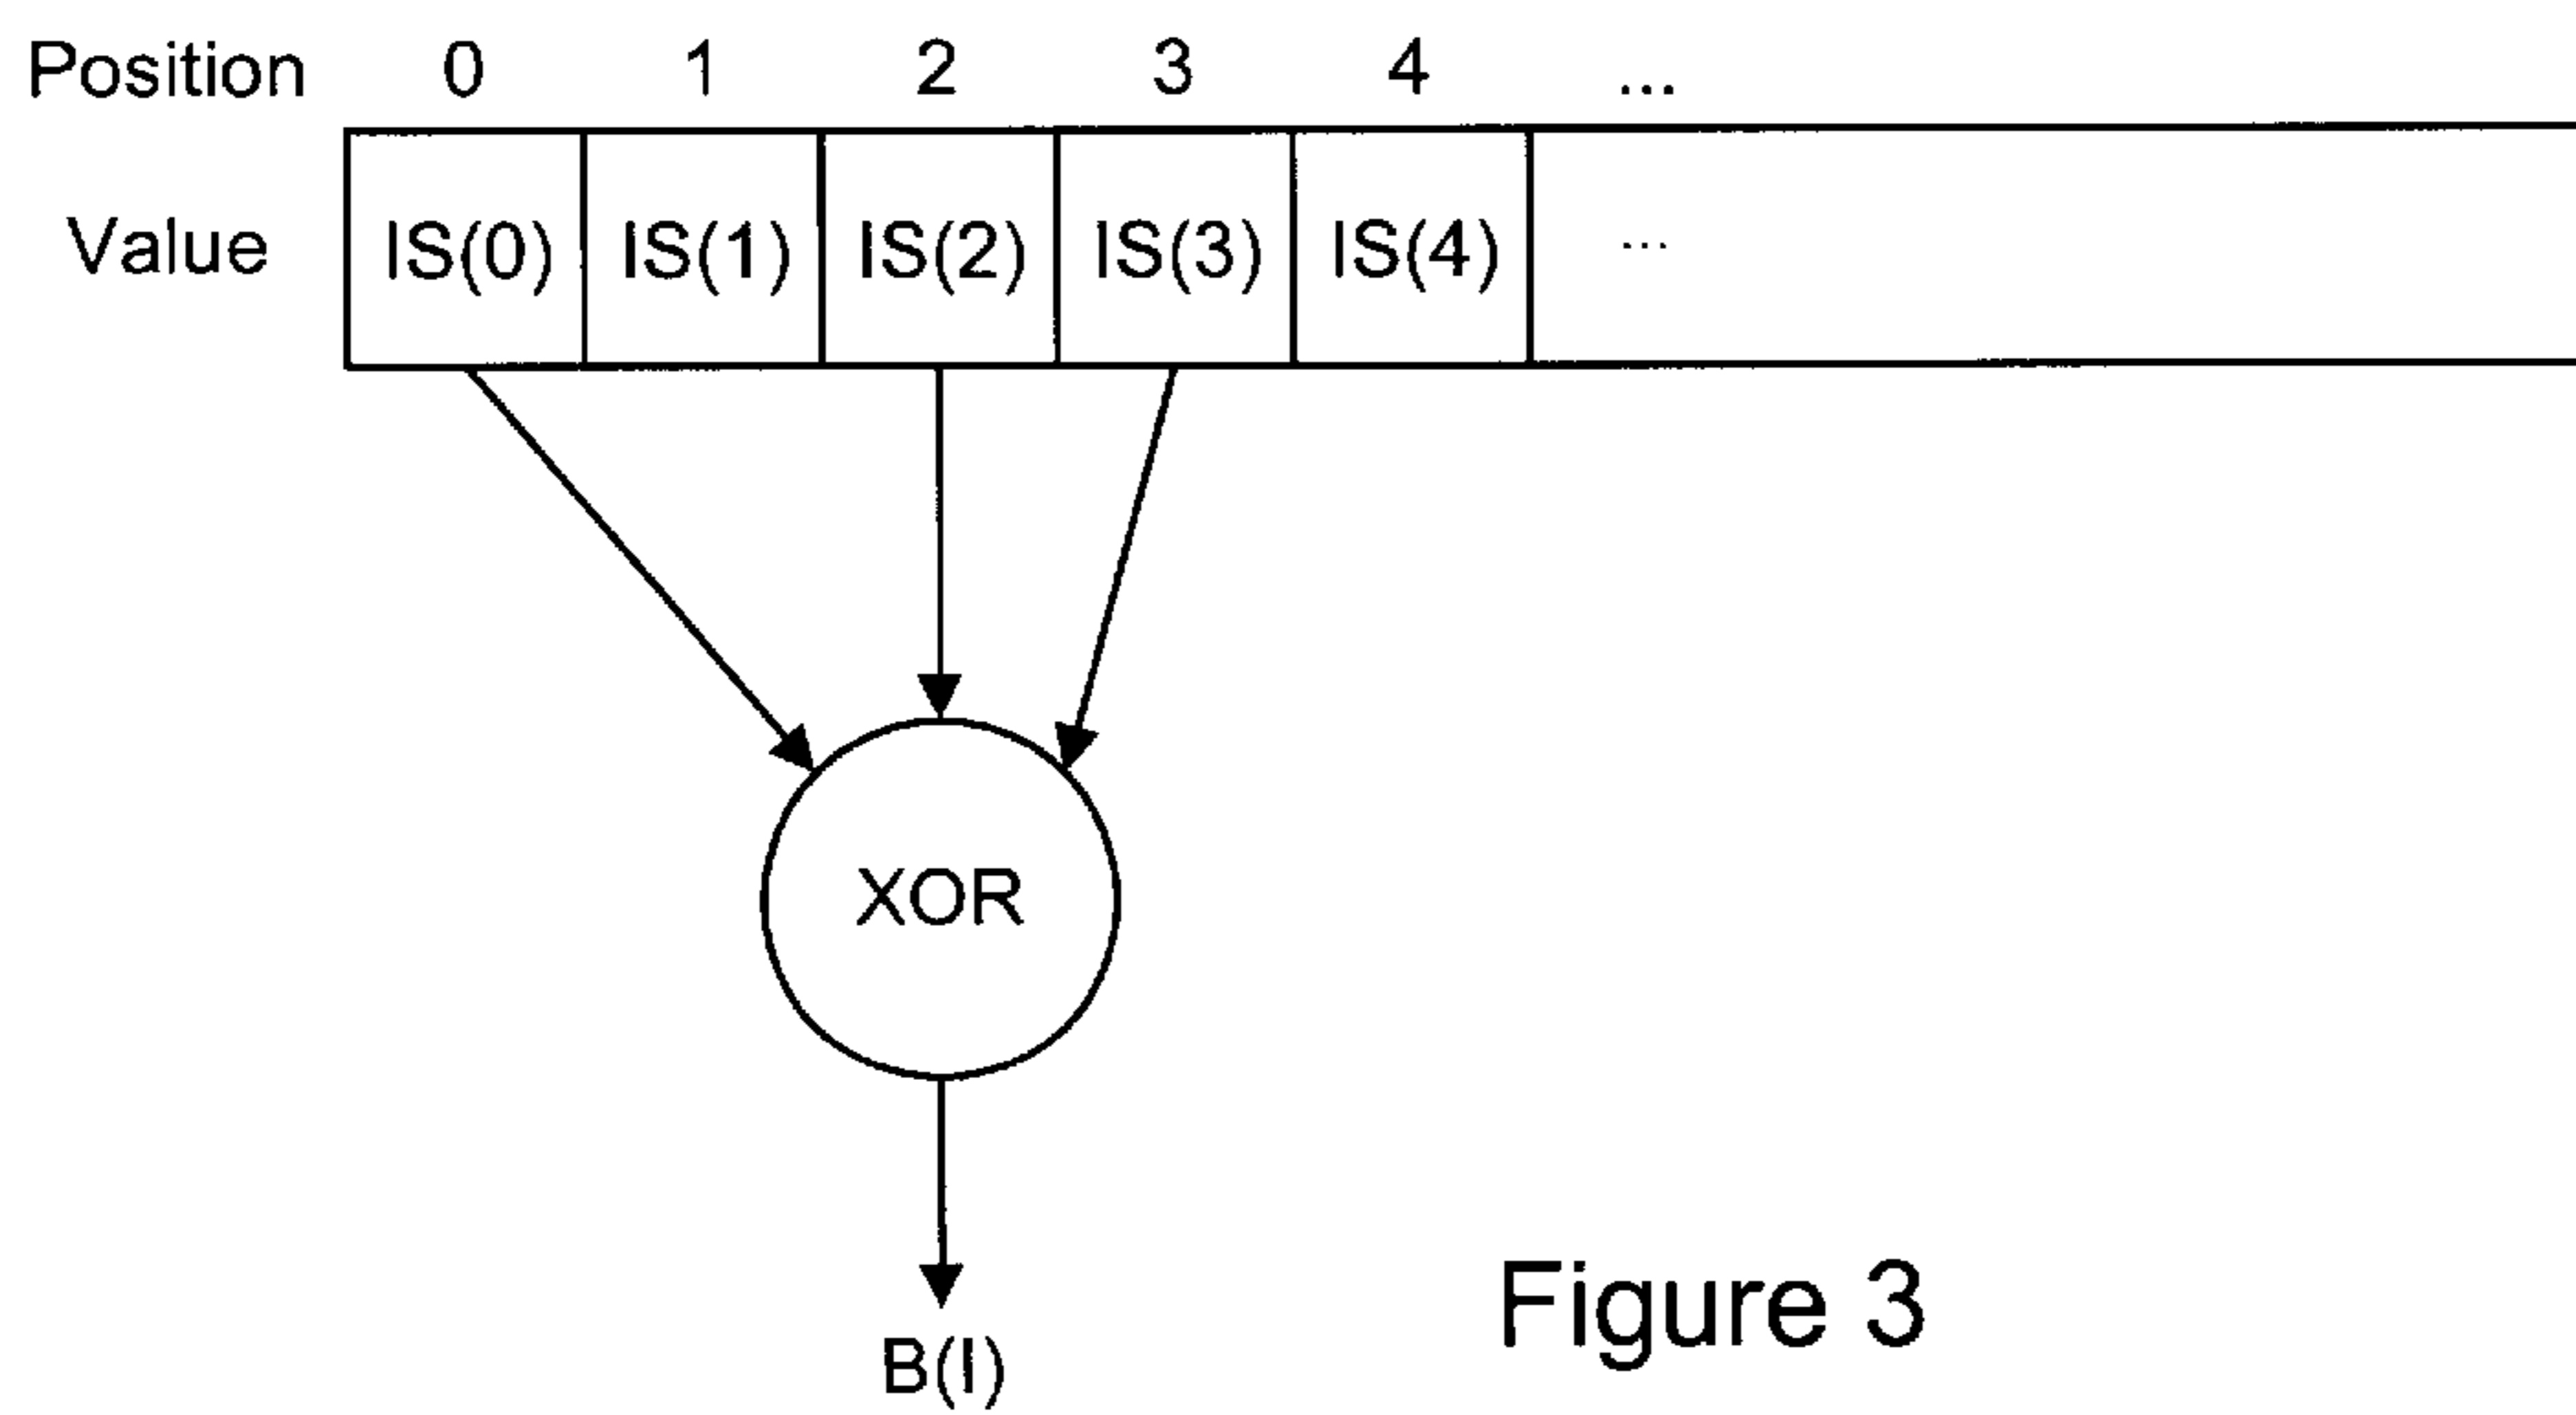 Position 0 1 2 3 4 ...
Value IS(0) IS(1) IS(2) IS(3) IS(4) ...
XOR
B(I)
Figure 3